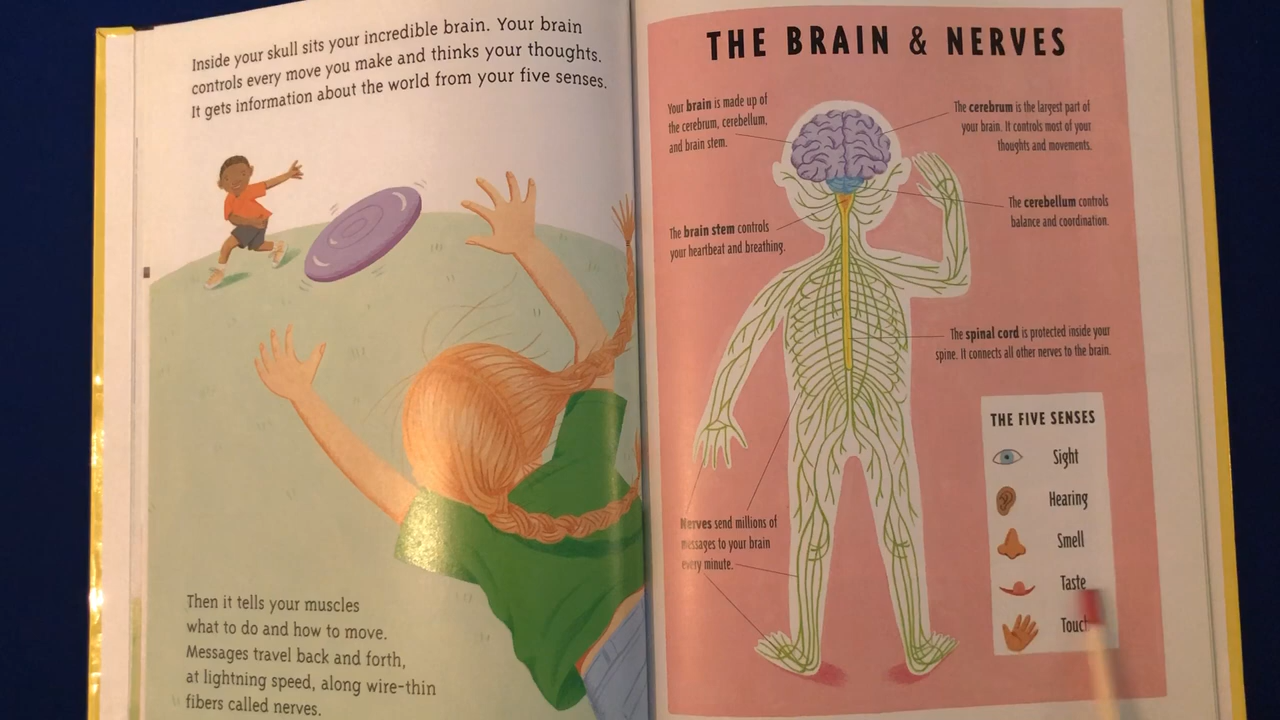 Inside your skull sits your incredible brain. Your brain
controls every move you make and thinks your thoughts.
It gets information about the world from your five senses.
Then it tells your muscles
what to do and how to move.
Messages travel back and forth,
at lightning speed, along wire-thin
fibers called nerves.
THE BRAIN & NERVES
Your brain is made up of
the cerebrum, cerebellum,
and brain stem.
The cerebrum is the largest part of
your brain. It controls most of your
thoughts and movements.
The cerebellum controls
balance and coordination.
The brain stem controls
your heartbeat and breathing.
The spinal cord is protected inside your
spine. It connects all other nerves to the brain.
Nerves send millions of
messages to your brain
every minute.
THE FIVE SENSES
Sight
Hearing
Smell
Taste
Touch